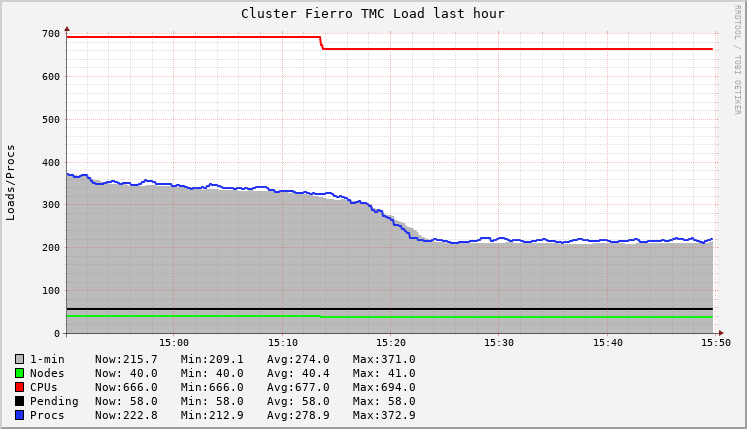 Cluster Fierro TMC Load last hour
RRDTOOL / TOBI OETIKER
Loads/Procs
700
600
500
400
300
200
100
0
15:00 15:10 15:20 15:30 15:40 15:50
1-min Now:215.7 Min:209.1 Avg:274.0 Max:371.0
Nodes Now: 40.0 Min: 40.0 Avg: 40.4 Max: 41.0
CPUs Now:666.0 Min:666.0 Avg:677.0 Max:694.0
Pending Now: 58.0 Min: 58.0 Avg: 58.0 Max: 58.0
Procs Now:222.8 Min:212.9 Avg:278.9 Max:372.9